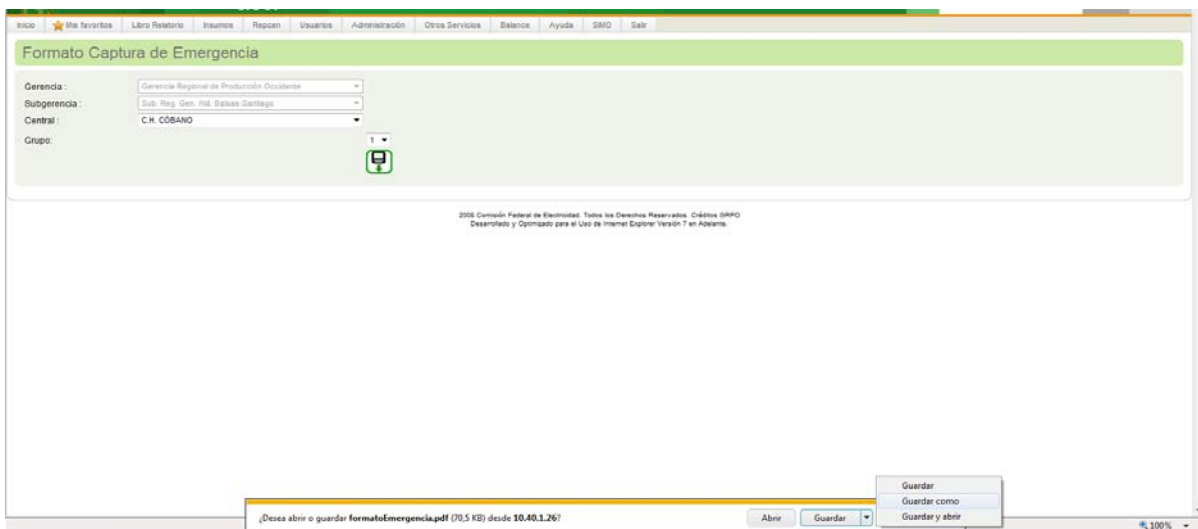 Inicio Mis favoritos Libro Relatorio Insumos Repcen Usuarios Administración Otros Servicios Balance Ayuda SIMO Salir
Formato Captura de Emergencia
Gerencia : Gerencia Regional de Producción Occidente
Subgerencia : Sub. Reg. Gen. Hid. Balsas Santiago
Central : C.H. COBANO
Grupo: 1
2008 Comisión Federal de Electricidad. Todos los Derechos Reservados. Créditos GRPO
Desarrollado y Optimizado para el Uso de Internet Explorer Versión 7 en Adelante.
Guardar
Guardar como
Guardar y abrir
¿Desea abrir o guardar formatoEmergencia.pdf (70,5 KB) desde 10.40.1.26? Abrir Guardar
100%